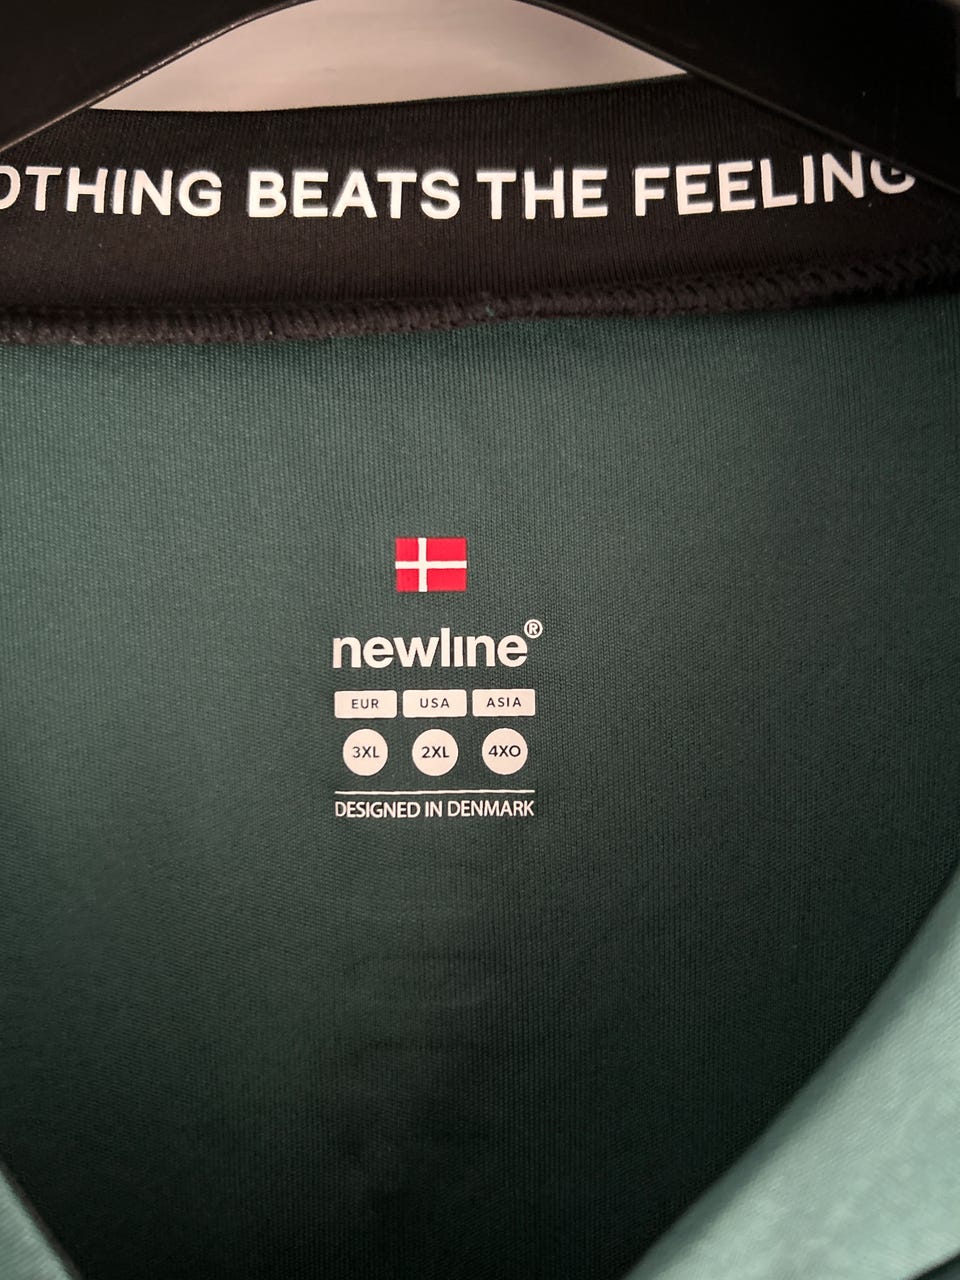 OTHING BEATS THE FEELING
newline®
EUR USA ASIA
3XL 2XL 4XO
DESIGNED IN DENMARK